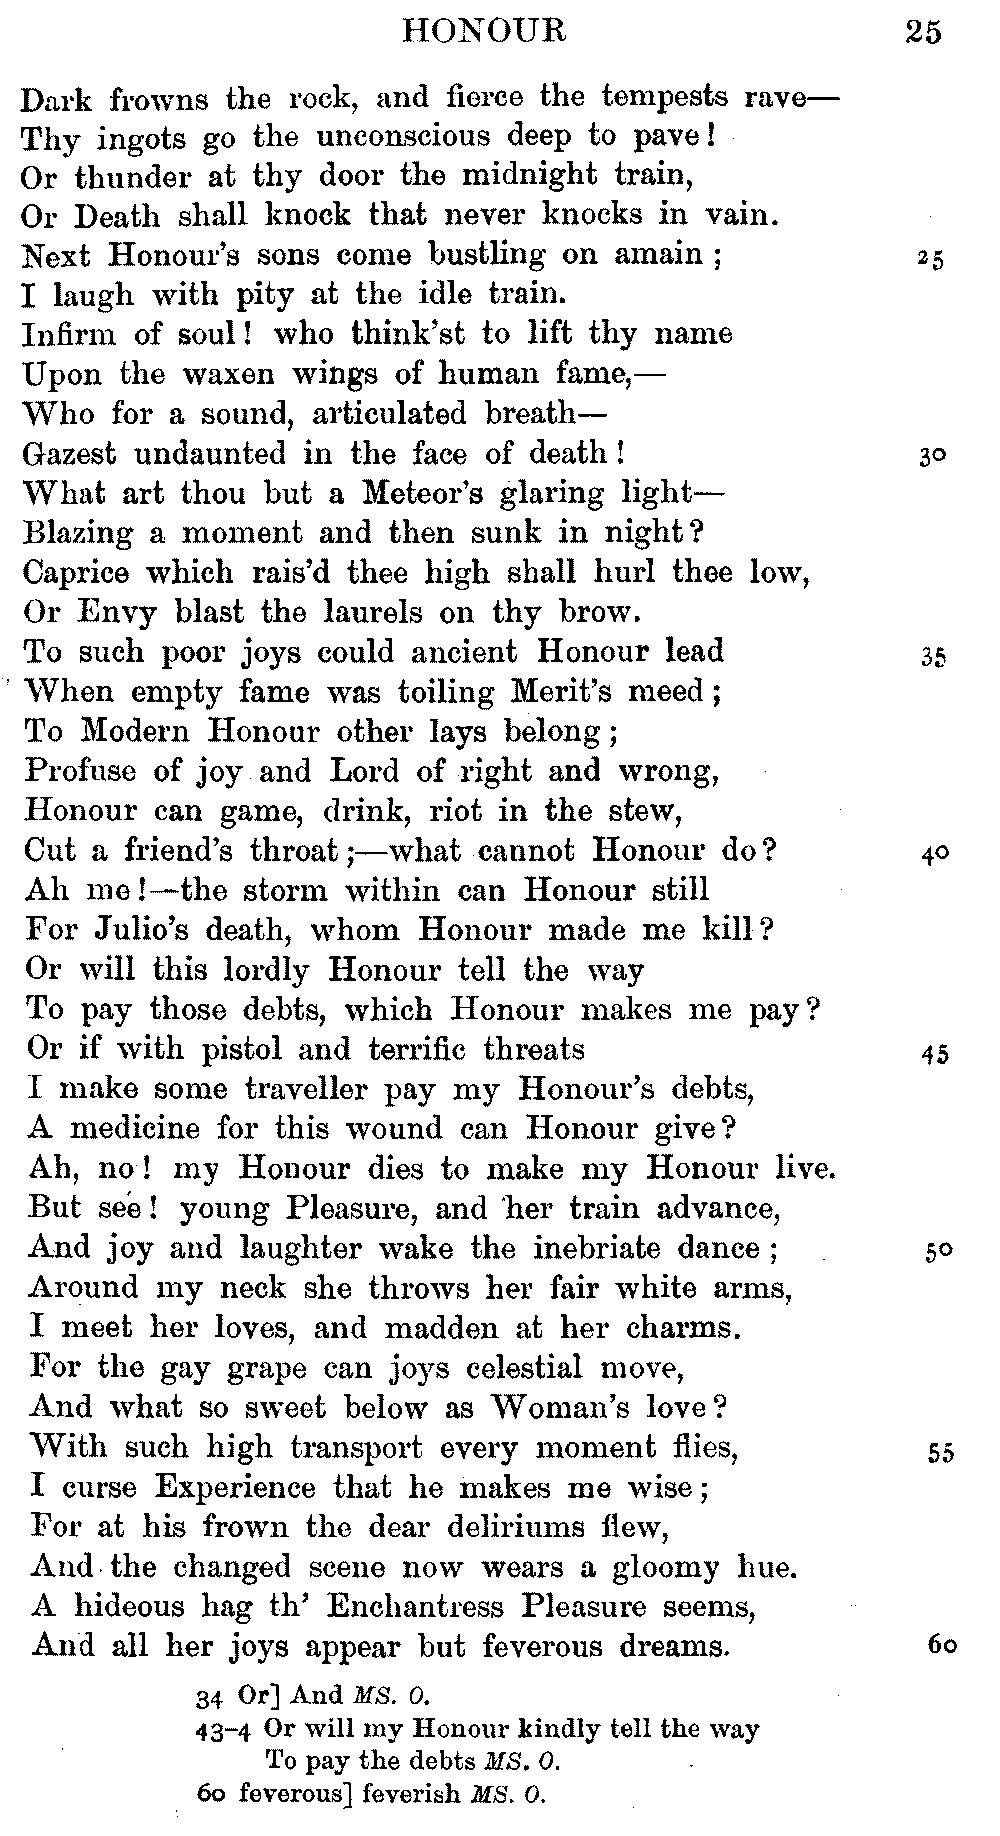 HONOUR 25
Dark frowns the rock, and fierce the tempests rave—
Thy ingots go the unconscious deep to pave!
Or thunder at thy door the midnight train,
Or Death shall knock that never knocks in vain.
Next Honour's sons come bustling on amain; 25
I laugh with pity at the idle train.
Infirm of soul! who think'st to lift thy name
Upon the waxen wings of human fame,—
Who for a sound, articulated breath—
Gazest undaunted in the face of death! 30
What art thou but a Meteor's glaring light—
Blazing a moment and then sunk in night?
Caprice which rais'd thee high shall hurl thee low,
Or Envy blast the laurels on thy brow.
To such poor joys could ancient Honour lead 35
When empty fame was toiling Merit's meed;
To Modern Honour other lays belong;
Profuse of joy and Lord of right and wrong,
Honour can game, drink, riot in the stew,
Cut a friend's throat;—what cannot Honour do? 40
Ah me!—the storm within can Honour still
For Julio's death, whom Honour made me kill?
Or will this lordly Honour tell the way
To pay those debts, which Honour makes me pay?
Or if with pistol and terrific threats 45
I make some traveller pay my Honour's debts,
A medicine for this wound can Honour give?
Ah, no! my Honour dies to make my Honour live.
But see! young Pleasure, and her train advance,
And joy and laughter wake the inebriate dance; 50
Around my neck she throws her fair white arms,
I meet her loves, and madden at her charms.
For the gay grape can joys celestial move,
And what so sweet below as Woman's love?
With such high transport every moment flies, 55
I curse Experience that he makes me wise;
For at his frown the dear deliriums flew,
And the changed scene now wears a gloomy hue.
A hideous hag th' Enchantress Pleasure seems,
And all her joys appear but feverous dreams. 60
34 Or] And MS. O.
43-4 Or will my Honour kindly tell the way
To pay the debts MS. O.
60 feverous] feverish MS. O.